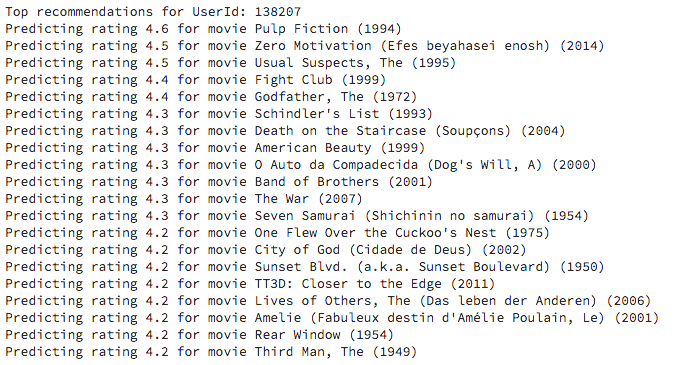 Top recommendations for UserId: 138207
Predicting rating 4.6 for movie Pulp Fiction (1994)
Predicting rating 4.5 for movie Zero Motivation (Efes beyahasei enosh) (2014)
Predicting rating 4.5 for movie Usual Suspects, The (1995)
Predicting rating 4.4 for movie Fight Club (1999)
Predicting rating 4.4 for movie Godfather, The (1972)
Predicting rating 4.3 for movie Schindler's List (1993)
Predicting rating 4.3 for movie Death on the Staircase (Soupçons) (2004)
Predicting rating 4.3 for movie American Beauty (1999)
Predicting rating 4.3 for movie O Auto da Compadecida (Dog's Will, A) (2000)
Predicting rating 4.3 for movie Band of Brothers (2001)
Predicting rating 4.3 for movie The War (2007)
Predicting rating 4.3 for movie Seven Samurai (Shichinin no samurai) (1954)
Predicting rating 4.2 for movie One Flew Over the Cuckoo's Nest (1975)
Predicting rating 4.2 for movie City of God (Cidade de Deus) (2002)
Predicting rating 4.2 for movie Sunset Blvd. (a.k.a. Sunset Boulevard) (1950)
Predicting rating 4.2 for movie TT3D: Closer to the Edge (2011)
Predicting rating 4.2 for movie Lives of Others, The (Das leben der Anderen) (2006)
Predicting rating 4.2 for movie Amelie (Fabuleux destin d'Amélie Poulain, Le) (2001)
Predicting rating 4.2 for movie Rear Window (1954)
Predicting rating 4.2 for movie Third Man, The (1949)